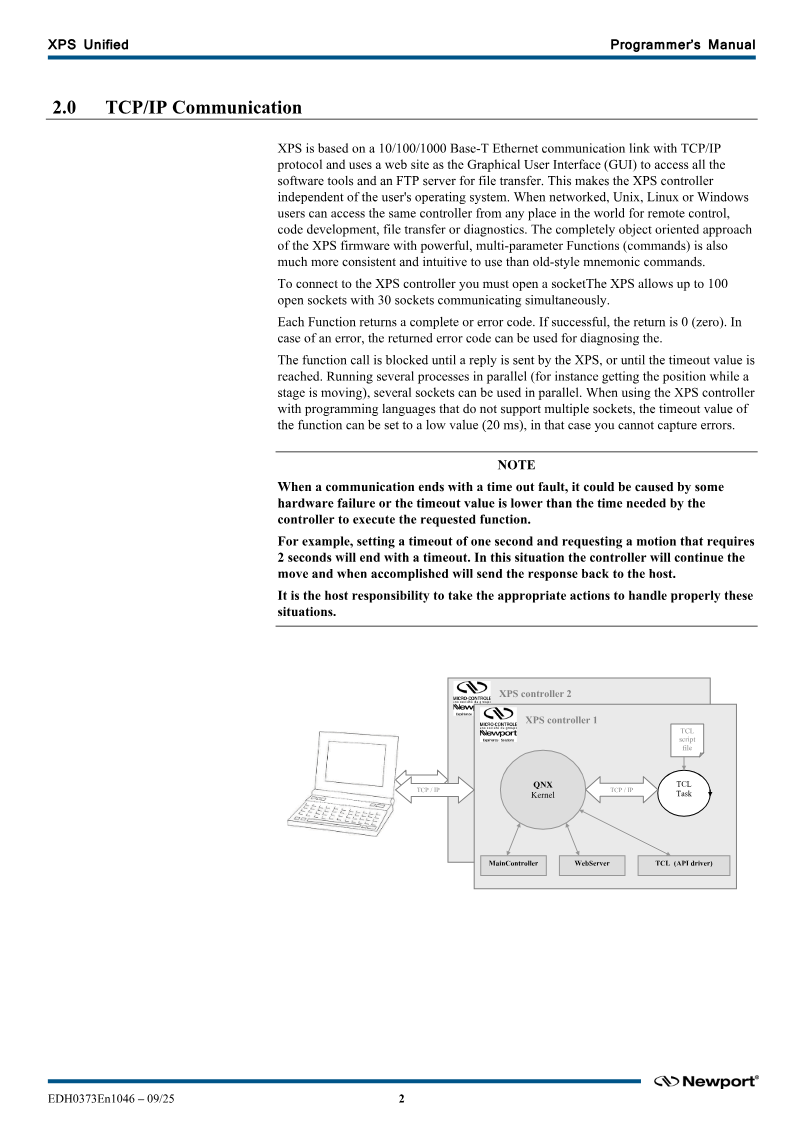 XPS Unified Programmer's Manual
2.0 TCP/IP Communication
XPS is based on a 10/100/1000 Base-T Ethernet communication link with TCP/IP
protocol and uses a web site as the Graphical User Interface (GUI) to access all the
software tools and an FTP server for file transfer. This makes the XPS controller
independent of the user's operating system. When networked, Unix, Linux or Windows
users can access the same controller from any place in the world for remote control,
code development, file transfer or diagnostics. The completely object oriented approach
of the XPS firmware with powerful, multi-parameter Functions (commands) is also
much more consistent and intuitive to use than old-style mnemonic commands.
To connect to the XPS controller you must open a socketThe XPS allows up to 100
open sockets with 30 sockets communicating simultaneously.
Each Function returns a complete or error code. If successful, the return is 0 (zero). In
case of an error, the returned error code can be used for diagnosing the.
The function call is blocked until a reply is sent by the XPS, or until the timeout value is
reached. Running several processes in parallel (for instance getting the position while a
stage is moving), several sockets can be used in parallel. When using the XPS controller
with programming languages that do not support multiple sockets, the timeout value of
the function can be set to a low value (20 ms), in that case you cannot capture errors.
NOTE
When a communication ends with a time out fault, it could be caused by some
hardware failure or the timeout value is lower than the time needed by the
controller to execute the requested function.
For example, setting a timeout of one second and requesting a motion that requires
2 seconds will end with a timeout. In this situation the controller will continue the
move and when accomplished will send the response back to the host.
It is the host responsibility to take the appropriate actions to handle properly these
situations.
MICRO-CONTROLE
XPS controller 2
MICRO-CONTROLE
Newport
XPS controller 1
TCL
script
file
QNX
Kernel
TCP / IP
TCP / IP
TCL
Task
MainController
WebServer
TCL (API driver)
Newport®
EDH0373En1046 – 09/25 2